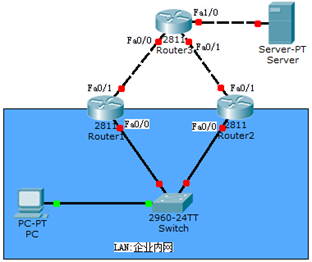 Fa1/0
Fa0/0
2811
Router3
Fa0/1
Server-PT
Server
Fa0/1
Fa0/1
2811
Router1
Fa0/0
Fa0/0
2811
Router2
PC-PT
PC
2960-24TT
Switch
LAN:企业内网